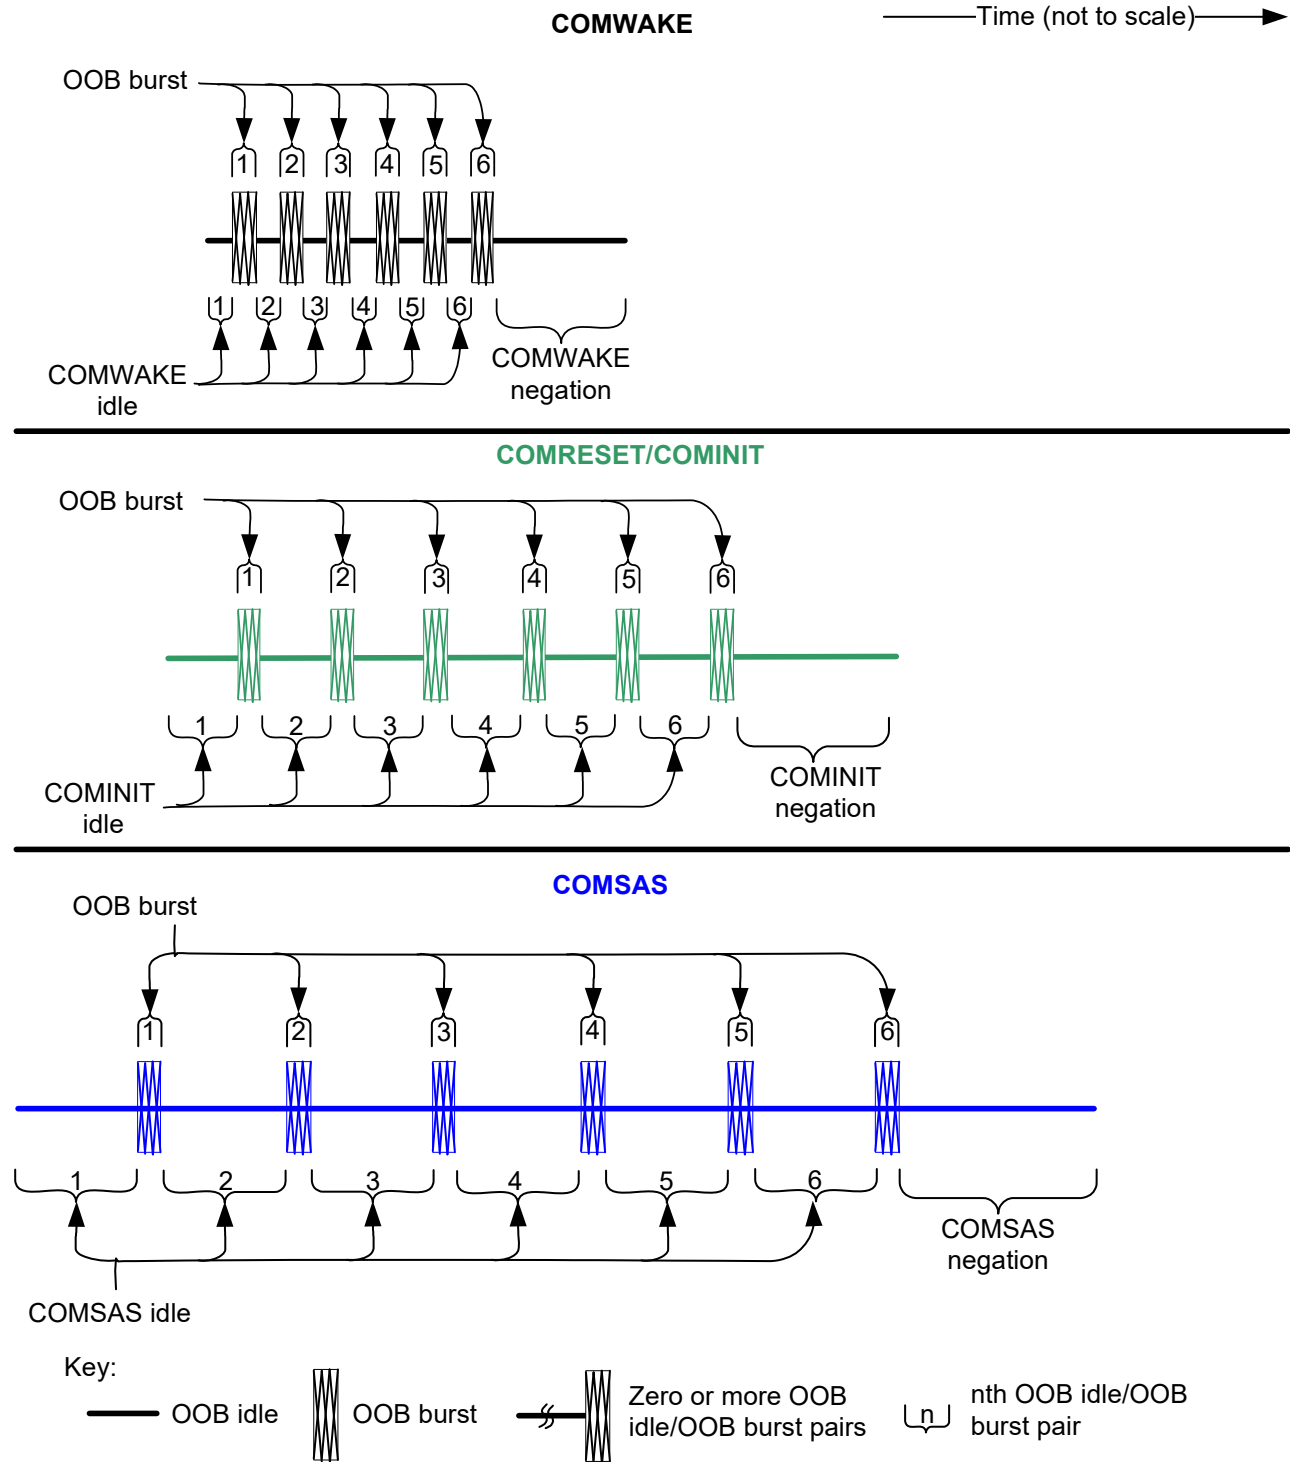 COMWAKE
Time (not to scale)
OOB burst
1 2 3 4 5 6
1 2 3 4 5 6
COMWAKE
idle
COMWAKE
negation
COMRESET/COMINIT
OOB burst
1 2 3 4 5 6
1 2 3 4 5 6
COMINIT
idle
COMINIT
negation
COMSAS
OOB burst
1 2 3 4 5 6
1 2 3 4 5 6
COMSAS
negation
COMSAS idle
Key:
OOB idle
OOB burst
Zero or more OOB
idle/OOB burst pairs
n
nth OOB idle/OOB
burst pair